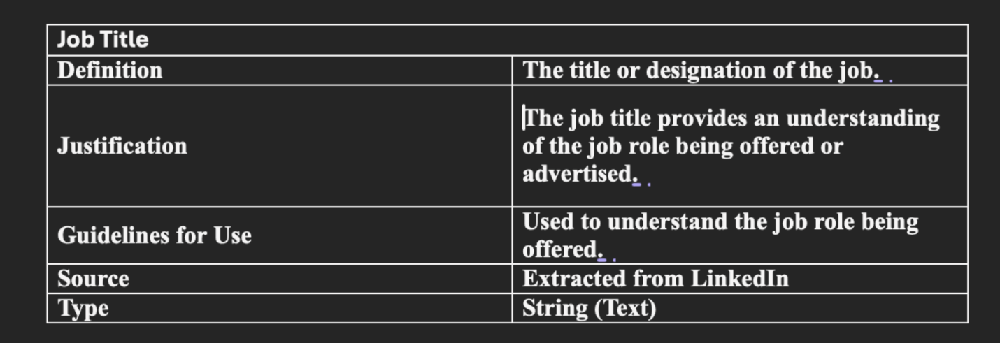 Job Title
Definition
The title or designation of the job. .
Justification
The job title provides an understanding
of the job role being offered or
advertised. .
Guidelines for Use
Used to understand the job role being
offered. .
Source
Extracted from LinkedIn
Type
String (Text)